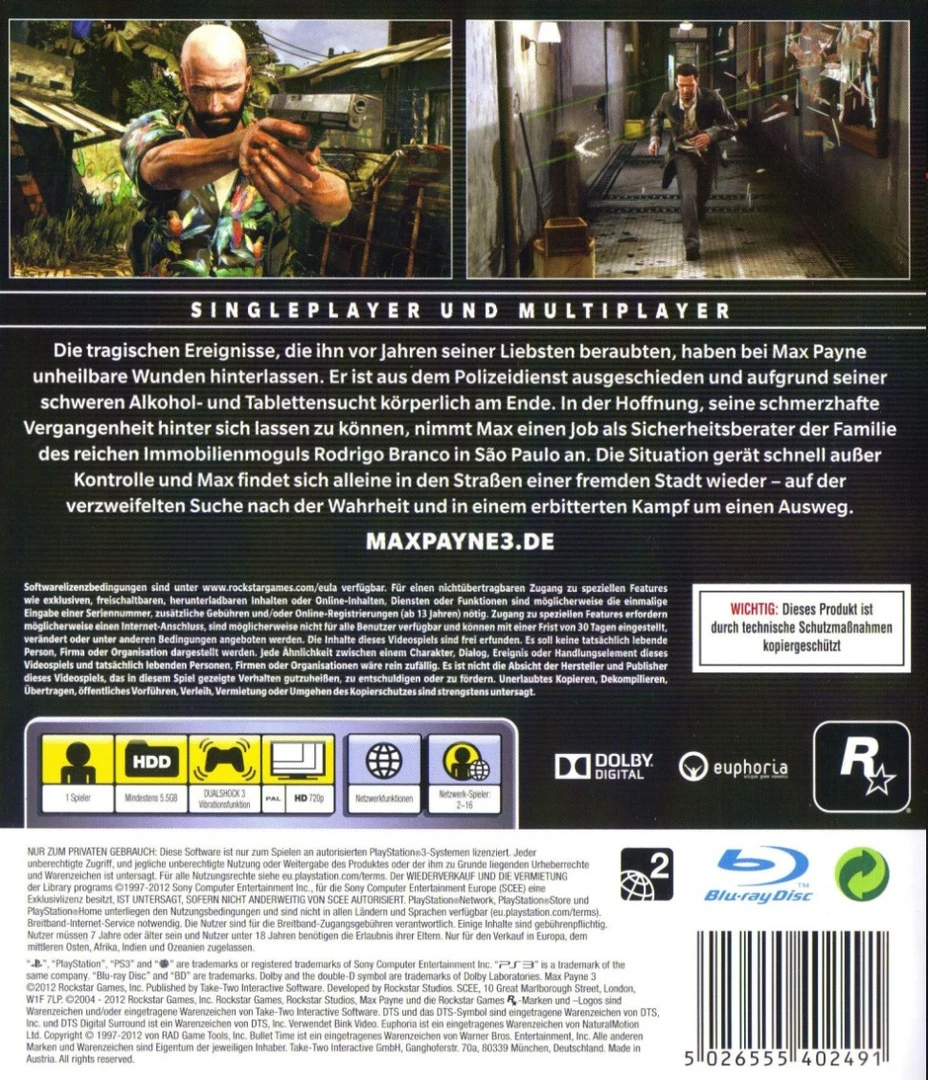 SINGLEPLAYER UND MULTIPLAYER
Die tragischen Ereignisse, die ihn vor Jahren seiner Liebsten beraubten, haben bei Max Payne
unheilbare Wunden hinterlassen. Er ist aus dem Polizeidienst ausgeschieden und aufgrund seiner
schweren Alkohol- und Tablettensucht körperlich am Ende. In der Hoffnung, seine schmerzhafte
Vergangenheit hinter sich lassen zu können, nimmt Max einen Job als Sicherheitsberater der Familie
des reichen Immobilienmoguls Rodrigo Branco in São Paulo an. Die Situation gerät schnell außer
Kontrolle und Max findet sich alleine in den Straßen einer fremden Stadt wieder – auf der
verzweifelten Suche nach der Wahrheit und in einem erbitterten Kampf um einen Ausweg.
MAXPAYNE3.DE
Softwarelizenzbedingungen sind unter www.rockstargames.com/eula verfügbar. Für einen nichtübertragbaren Zugang zu speziellen Features
wie exklusiven, freischaltbaren, herunterladbaren Inhalten oder Online-Inhalten, Diensten oder Funktionen sind möglicherweise die einmalige
Eingabe einer Seriennummer, zusätzliche Gebühren und/oder Online-Registrierungen (ab 13 Jahren) nötig. Zugang zu speziellen Features erfordern
möglicherweise einen Internet-Anschluss, sind möglicherweise nicht für alle Benutzer verfügbar und können mit einer Frist von 30 Tagen eingestellt,
verändert oder unter anderen Bedingungen angeboten werden. Die Inhalte dieses Videospiels sind frei erfunden. Es soll keine tatsächlich lebende
Person, Firma oder Organisation dargestellt werden. Jede Ähnlichkeit zwischen einem Charakter, Dialog, Ereignis oder Handlungselement dieses
Videospiels und tatsächlich lebenden Personen, Firmen oder Organisationen wäre rein zufällig. Es ist nicht die Absicht der Hersteller und Publisher
dieses Videospiels, das in diesem Spiel gezeigte Verhalten gutzuheißen, zu entschuldigen oder zu fördern. Unerlaubtes Kopieren, Dekompilieren,
Übertragen, öffentliches Vorführen, Verleih, Vermietung oder Umgehen des Kopierschutzes sind strengstens untersagt.
WICHTIG: Dieses Produkt ist
durch technische Schutzmaßnahmen
kopiergeschützt
HDD
1 Spieler
Mindestens 5.5GB
DUALSHOCK 3
Vibrationsfunktion
PAL HD 720p
Netzwerkfunktionen
Netzwerk-Spieler:
2–16
DOLBY
DIGITAL
euphoria
R
NUR ZUM PRIVATEN GEBRAUCH: Diese Software ist nur zum Spielen an autorisierten PlayStation®3-Systemen lizenziert. Jeder
unberechtigte Zugriff, und jegliche unberechtigte Nutzung oder Weitergabe des Produktes oder der ihm zu Grunde liegenden Urheberrechte
und Warenzeichen ist untersagt. Für alle Nutzungsrechte siehe eu.playstation.com/terms. Der WIEDERVERKAUF UND DIE VERMIETUNG
der Library programs ©1997-2012 Sony Computer Entertainment Inc., für die Sony Computer Entertainment Europe (SCEE) eine
Exklusivlizenz besitzt, IST UNTERSAGT, SOFERN NICHT ANDERWEITIG VON SCEE AUTORISIERT. PlayStation®Network, PlayStation®Store und
PlayStation®Home unterliegen den Nutzungsbedingungen und sind nicht in allen Ländern und Sprachen verfügbar (eu.playstation.com/terms).
Breitband-Internet-Service notwendig. Die Nutzer sind für die Breitband-Zugangsgebühren verantwortlich. Einige Inhalte sind gebührenpflichtig.
Nutzer müssen 7 Jahre oder älter sein und Nutzer unter 18 Jahren benötigen die Erlaubnis ihrer Eltern. Nur für den Verkauf in Europa, dem
mittleren Osten, Afrika, Indien und Ozeanien zugelassen.
2
Blu-ray Disc™
"", "PlayStation", "PS3" and "" are trademarks or registered trademarks of Sony Computer Entertainment Inc. "PS3" is a trademark of the
same company. "Blu-ray Disc" and "BD" are trademarks. Dolby and the double-D symbol are trademarks of Dolby Laboratories. Max Payne 3
©2012 Rockstar Games, Inc. Published by Take-Two Interactive Software. Developed by Rockstar Studios. SCEE, 10 Great Marlborough Street, London,
W1F 7LP. ©2004 - 2012 Rockstar Games, Inc. Rockstar Games, Rockstar Studios, Max Payne und die Rockstar Games R-Marken und –Logos sind
Warenzeichen und/oder eingetragene Warenzeichen von Take-Two Interactive Software. DTS und das DTS-Symbol sind eingetragene Warenzeichen von DTS,
Inc. und DTS Digital Surround ist ein Warenzeichen von DTS, Inc. Verwendet Bink Video. Euphoria ist ein eingetragenes Warenzeichen von NaturalMotion
Ltd. Copyright © 1997-2012 von RAD Game Tools, Inc. Bullet Time ist ein eingetragenes Warenzeichen von Warner Bros. Entertainment, Inc. Alle anderen
Marken und Warenzeichen sind Eigentum der jeweiligen Inhaber. Take-Two Interactive GmbH, Ganghoferstr. 70a, 80339 München, Deutschland. Made in
Austria. All rights reserved.
5 026555 402491